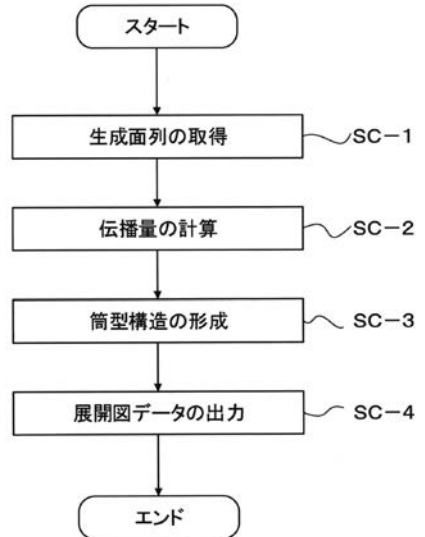 スタート
生成面列の取得
SC-1
伝播量の計算
SC-2
筒型構造の形成
SC-3
展開図データの出力
SC-4
エンド